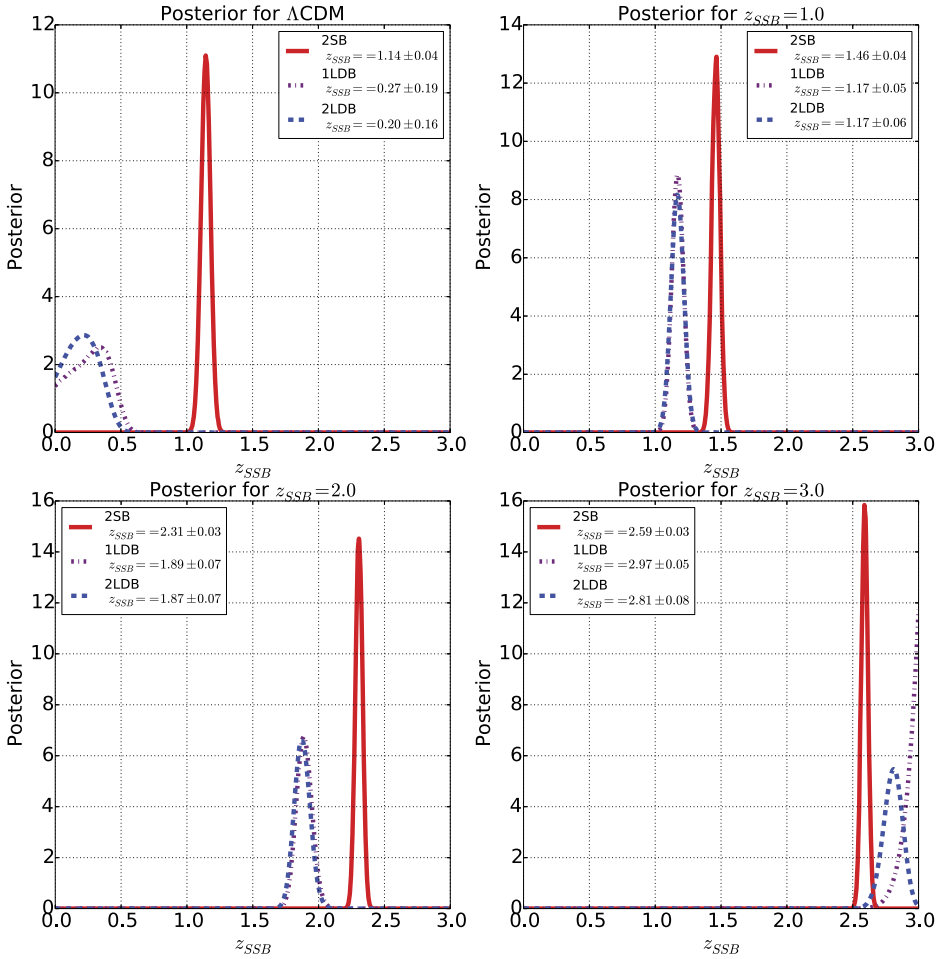 Posterior for ΛCDM
12
10
8
6
4
2
0
Posterior
2SB
z_SSB==1.14±0.04
1LDB
z_SSB==0.27±0.19
2LDB
z_SSB==0.20±0.16
0.0 0.5 1.0 1.5 2.0 2.5 3.0
z_SSB
Posterior for z_SSB=1.0
14
12
10
8
6
4
2
0
Posterior
2SB
z_SSB==1.46±0.04
1LDB
z_SSB==1.17±0.05
2LDB
z_SSB==1.17±0.06
0.0 0.5 1.0 1.5 2.0 2.5 3.0
z_SSB
Posterior for z_SSB=2.0
16
14
12
10
8
6
4
2
0
Posterior
2SB
z_SSB==2.31±0.03
1LDB
z_SSB==1.89±0.07
2LDB
z_SSB==1.87±0.07
0.0 0.5 1.0 1.5 2.0 2.5 3.0
z_SSB
Posterior for z_SSB=3.0
16
14
12
10
8
6
4
2
0
Posterior
2SB
z_SSB==2.59±0.03
1LDB
z_SSB==2.97±0.05
2LDB
z_SSB==2.81±0.08
0.0 0.5 1.0 1.5 2.0 2.5 3.0
z_SSB